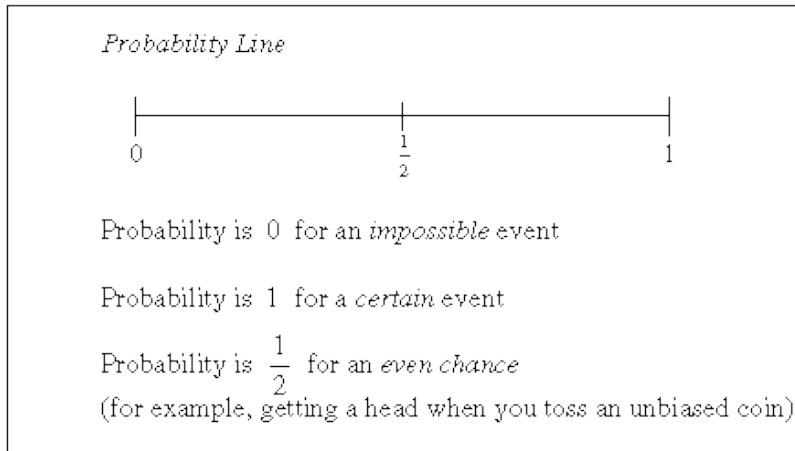 Probability Line
0 1/2 1
Probability is 0 for an impossible event
Probability is 1 for a certain event
Probability is 1/2 for an even chance
(for example, getting a head when you toss an unbiased coin)